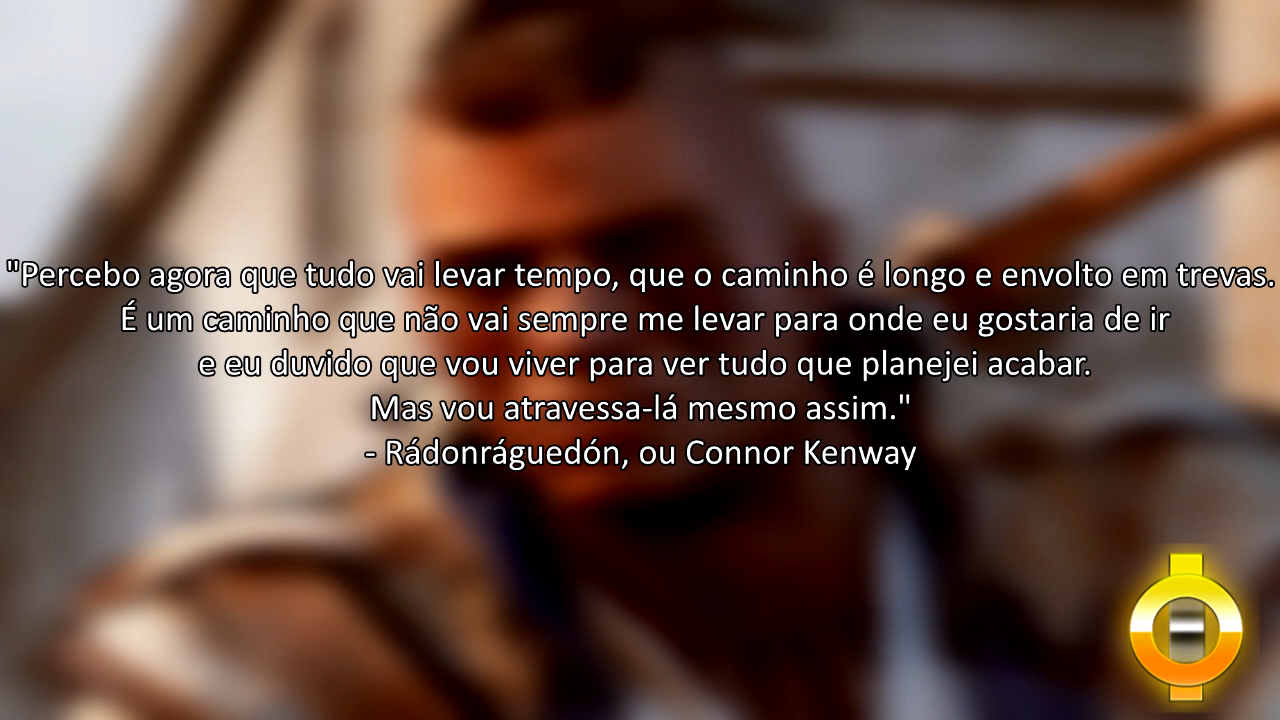 "Percebo agora que tudo vai levar tempo, que o caminho é longo e envolto em trevas.
É um caminho que não vai sempre me levar para onde eu gostaria de ir
e eu duvido que vou viver para ver tudo que planejei acabar.
Mas vou atravessa-lá mesmo assim."
- Rádonráguedón, ou Connor Kenway